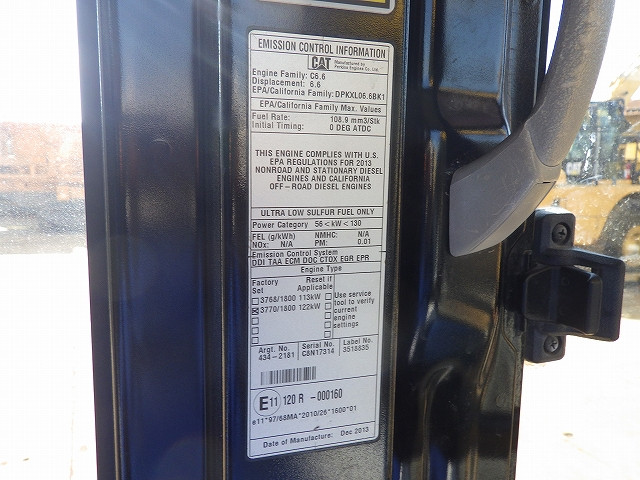 EMISSION CONTROL INFORMATION
CAT Manufactured by
Perkins Engines Co. Ltd.
Engine Family: C6.6
Displacement: 6.6
EPA/California Family: DPKXL06.6BK1
EPA/California Family Max. Values
Fuel Rate: 108.9 mm3/Stk
Initial Timing: 0 DEG ATDC
THIS ENGINE COMPLIES WITH U.S.
EPA REGULATIONS FOR 2013
NONROAD AND STATIONARY DIESEL
ENGINES AND CALIFORNIA
OFF-ROAD DIESEL ENGINES
ULTRA LOW SULFUR FUEL ONLY
Power Category 56<kW<130
FEL (g/kWh) NMHC: N/A
NOx: N/A PM: 0.01
Emission Control System
DDI TAA ECM DOC CTOX EGR EPR
Engine Type
Factory Set Reset if Applicable
3768/1800 113kW
3770/1800 122kW
Use service
tool to verify
current
engine
settings
Argt. No. Serial No. Label No.
434-2181 C8N17314 3518835
E11 120 R -000160
e11*97/68MA*2010/26*1600*01
Date of Manufacture: Dec 2013